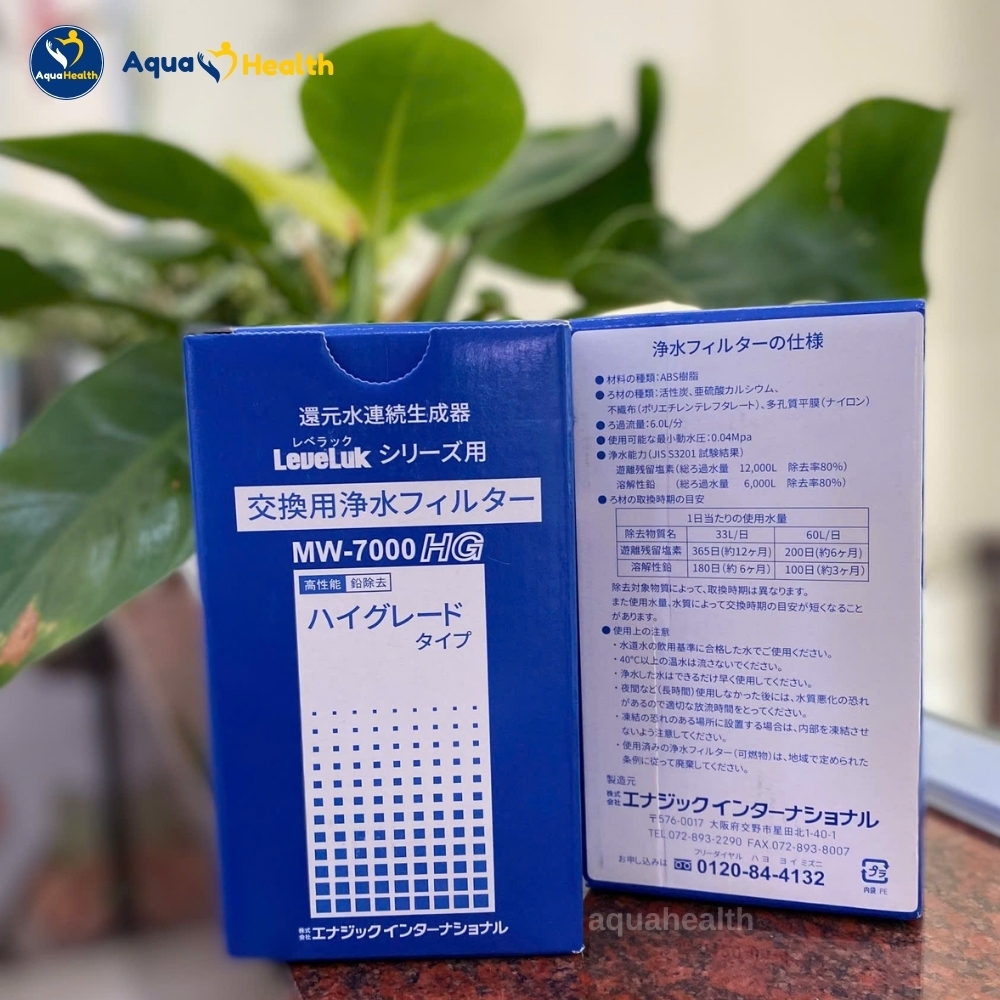 AquaHealth
Aqua Health
還元水連続生成器
レベラック
LeveLuk シリーズ用
交換用浄水フィルター
MW-7000 HG
高性能 鉛除去
ハイグレード
タイプ
株式会社 エナジックインターナショナル
浄水フィルターの仕様
●材料の種類:ABS樹脂
●ろ材の種類:活性炭、亜硫酸カルシウム、
不織布(ポリエチレンテレフタレート)、多孔質平膜(ナイロン)
●ろ過流量:6.0L/分
●使用可能な最小動水圧:0.04Mpa
●浄水能力(JIS S3201 試験結果)
遊離残留塩素 (総ろ過水量 12,000L 除去率80%)
溶解性鉛 (総ろ過水量 6,000L 除去率80%)
●ろ材の取換時期の目安
1日当たりの使用水量
除去物質名 33L/日 60L/日
遊離残留塩素 365日(約12ヶ月) 200日(約6ヶ月)
溶解性鉛 180日(約 6ヶ月) 100日(約3ヶ月)
除去対象物質によって、取換時期は異なります。
また使用水量、水質によって交換時期の目安が短くなること
があります。
●使用上の注意
・水道水の飲用基準に合格した水でご使用ください。
・40℃以上の温水は流さないでください。
・浄水した水はできるだけ早く使用してください。
・夜間など(長時間)使用しなかった後には、水質悪化の恐れ
があるので適切な放流時間をとってください。
・凍結の恐れのある場所に設置する場合は、内部を凍結させ
ないよう注意してください。
・使用済みの浄水フィルター(可燃物)は、地域で定められた
条例に従って廃棄してください。
製造元
株式会社 エナジックインターナショナル
〒576-0017 大阪府交野市星田北1-40-1
TEL 072-893-2290 FAX.072-893-8007
フリーダイヤル ハヨ ヨイミズニ
お申し込みは 0120-84-4132
プラ
内袋:PE
aquahealth